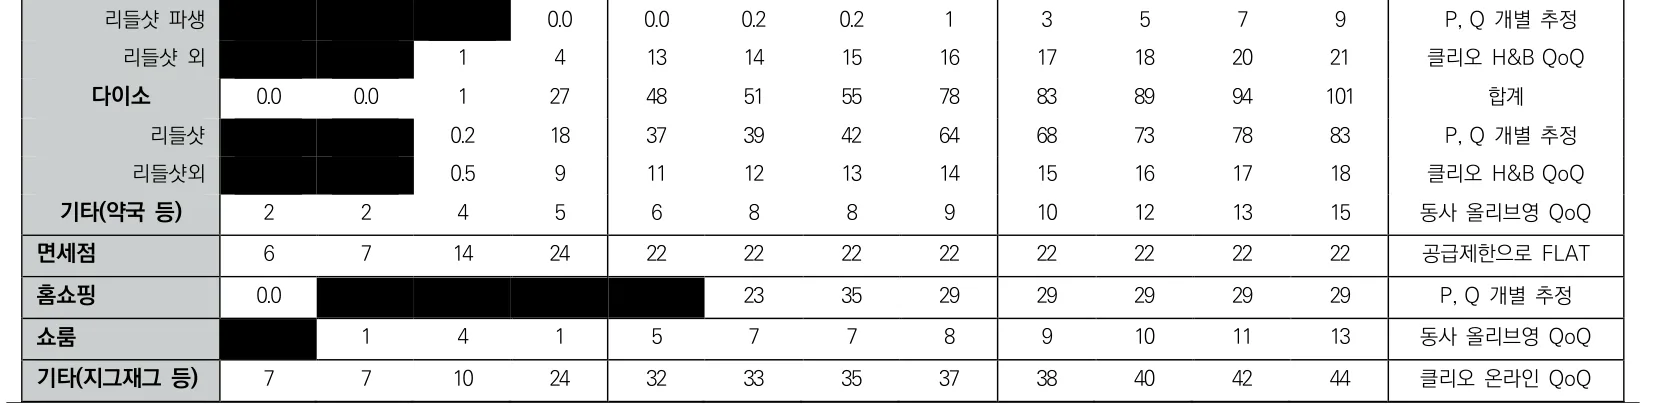 리들샷 파생 0.0 0.0 0.2 0.2 1 3 5 7 9 P, Q 개별 추정
리들샷 외 1 4 13 14 15 16 17 18 20 21 클리오 H&B QoQ
다이소 0.0 0.0 1 27 48 51 55 78 83 89 94 101 합계
리들샷 0.2 18 37 39 42 64 68 73 78 83 P, Q 개별 추정
리들샷외 0.5 9 11 12 13 14 15 16 17 18 클리오 H&B QoQ
기타(약국 등) 2 2 4 5 6 8 8 9 10 12 13 15 동사 올리브영 QoQ
면세점 6 7 14 24 22 22 22 22 22 22 22 22 공급제한으로 FLAT
홈쇼핑 0.0 23 35 29 29 29 29 29 P, Q 개별 추정
쇼룸 1 4 1 5 7 7 8 9 10 11 13 동사 올리브영 QoQ
기타(지그재그 등) 7 7 10 24 32 33 35 37 38 40 42 44 클리오 온라인 QoQ